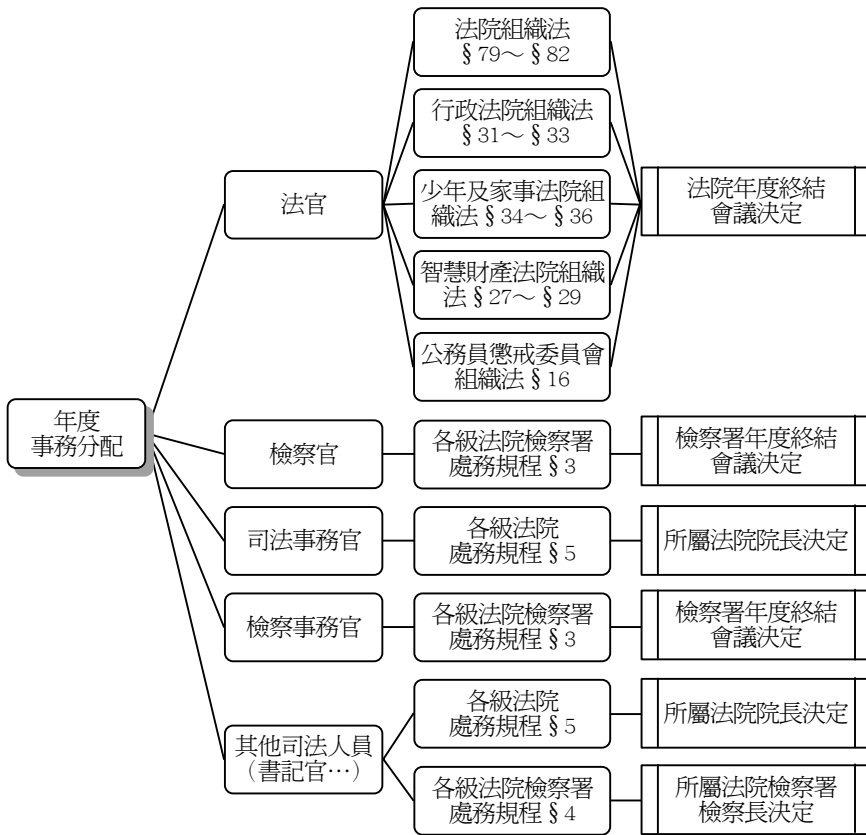 年度
事務分配
法官
法院組織法
§79～§82
行政法院組織法
§31～§33
少年及家事法院組
織法§34～§36
智慧財產法院組織
法§27～§29
公務員懲戒委員會
組織法§16
法院年度終結
會議決定
檢察官
各級法院檢察署
處務規程§3
檢察署年度終結
會議決定
司法事務官
各級法院
處務規程§5
所屬法院院長決定
檢察事務官
各級法院檢察署
處務規程§3
檢察署年度終結
會議決定
其他司法人員
（書記官…）
各級法院
處務規程§5
所屬法院院長決定
各級法院檢察署
處務規程§4
所屬法院檢察署
檢察長決定